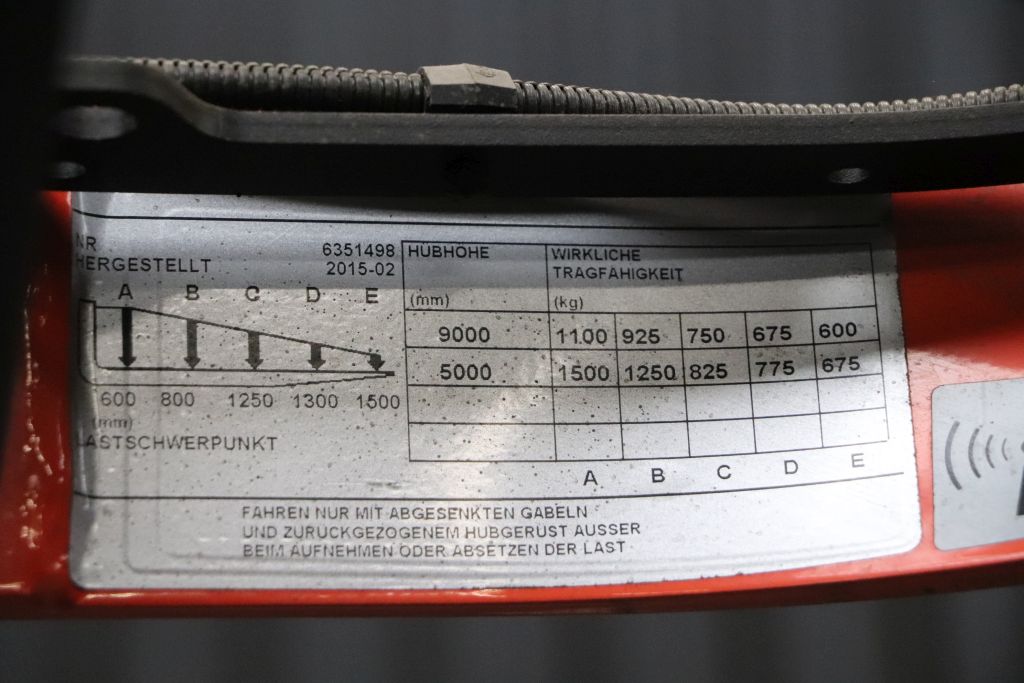 NR 6351498
HERGESTELLT 2015-02
A B C D E
600 800 1250 1300 1500
(mm)
LASTSCHWERPUNKT
HUBHÖHE WIRKLICHE
TRAGFÄHIGKEIT
(mm) (kg)
9000 1100 925 750 675 600
5000 1500 1250 825 775 675
A B C D E
FAHREN NUR MIT ABGESENKTEN GABELN
UND ZURÜCKGEZOGENEM HUBGERÜST AUSSER
BEIM AUFNEHMEN ODER ABSETZEN DER LAST